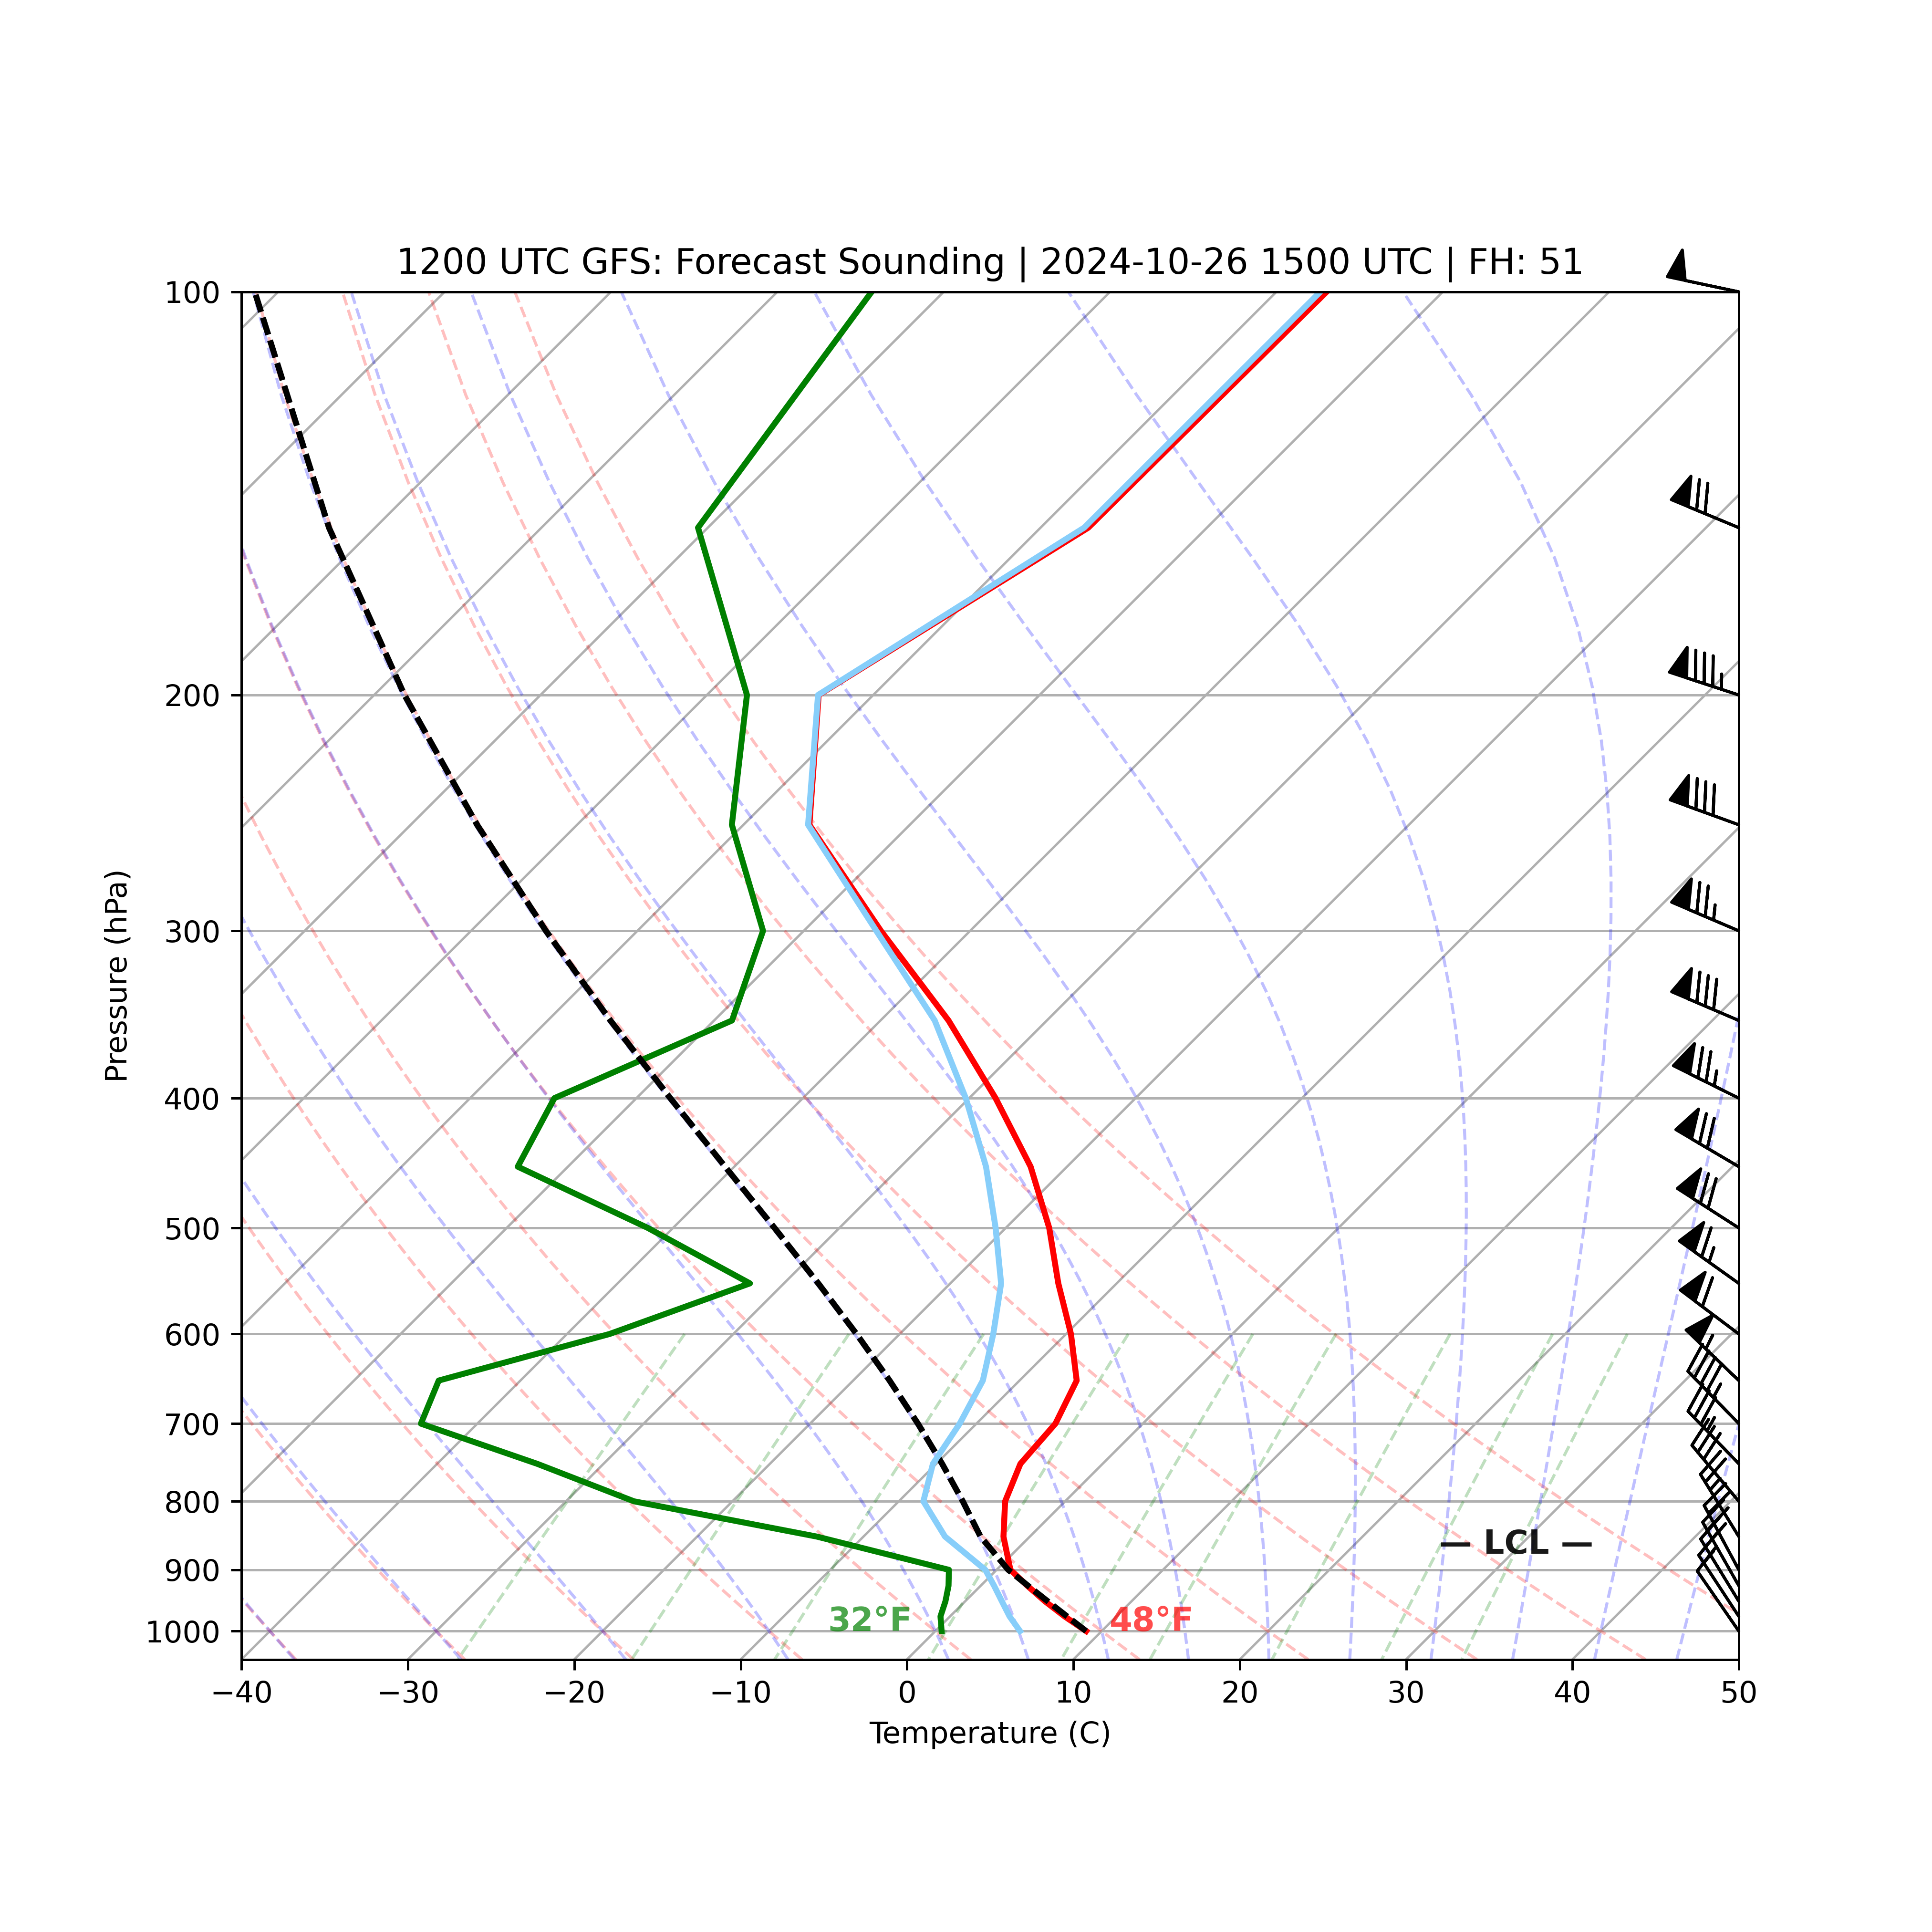 1200 UTC GFS: Forecast Sounding | 2024-10-26 1500 UTC | FH: 51
100
200
300
400
500
600
700
800
900
1000
Pressure (hPa)
— LCL —
32°F
48°F
−40 −30 −20 −10 0 10 20 30 40 50
Temperature (C)